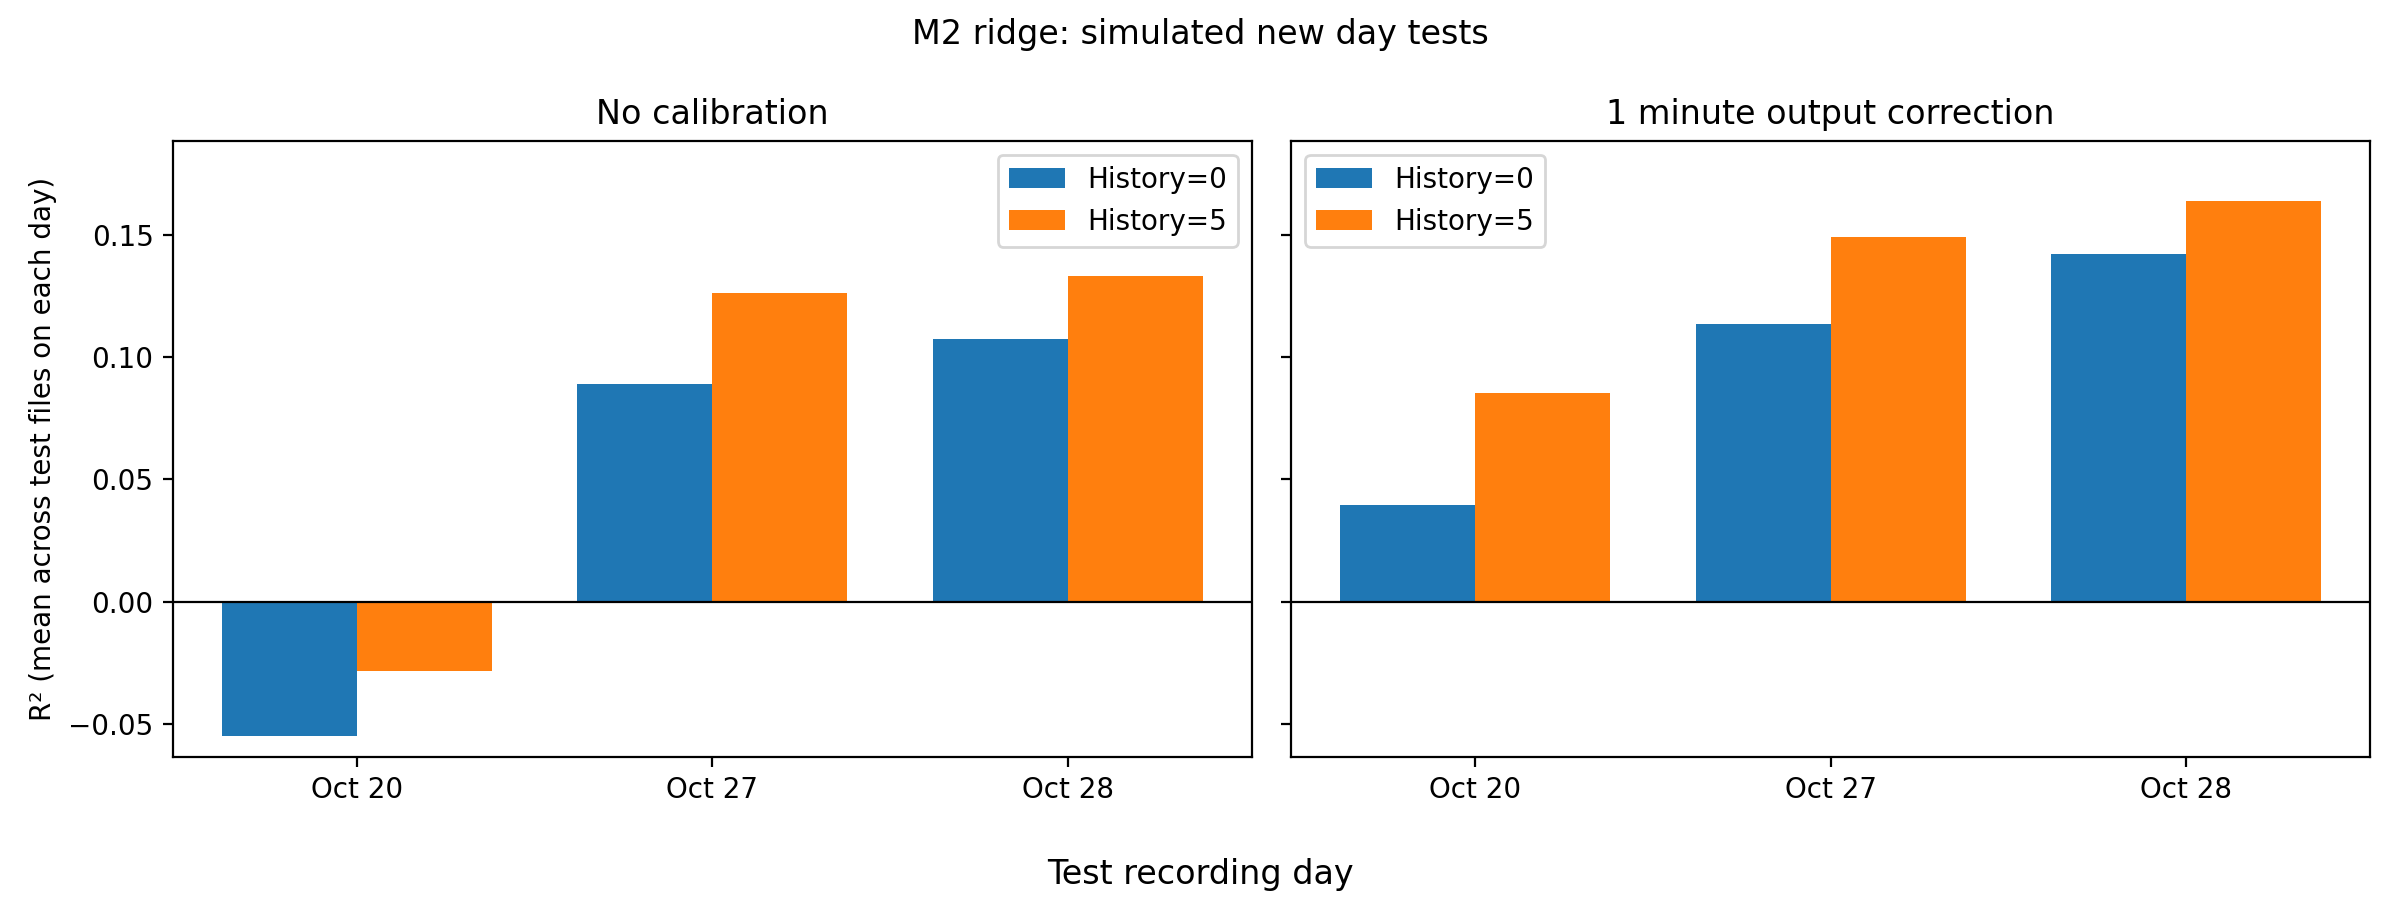 M2 ridge: simulated new day tests
No calibration
1 minute output correction
R² (mean across test files on each day)
0.15
0.10
0.05
0.00
−0.05
History=0
History=5
History=0
History=5
Oct 20
Oct 27
Oct 28
Oct 20
Oct 27
Oct 28
Test recording day